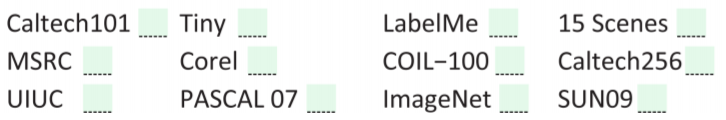 Caltech101 Tiny LabelMe 15 Scenes
MSRC Corel COIL–100 Caltech256
UIUC PASCAL 07 ImageNet SUN09